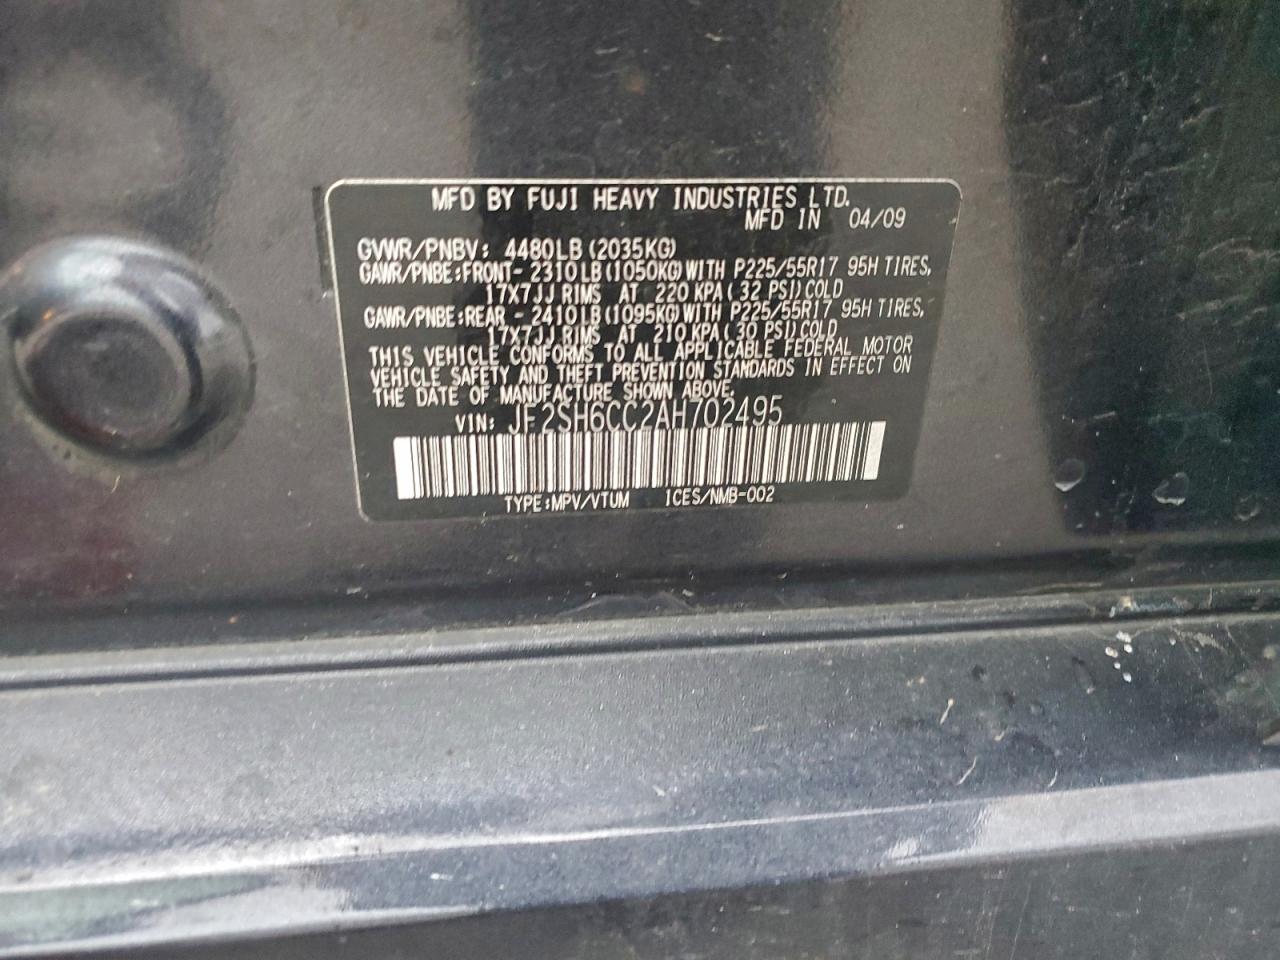 MFD BY FUJI HEAVY INDUSTRIES LTD.
MFD IN 04/09
GVWR/PNBV: 4480LB (2035KG)
GAWR/PNBE:FRONT- 2310LB (1050KG) WITH P225/55R17 95H TIRES,
17X7JJ RIMS AT 220 KPA ( 32 PSI) COLD
GAWR/PNBE:REAR - 2410LB (1095KG) WITH P225/55R17 95H TIRES,
17X7JJ RIMS AT 210 KPA ( 30 PSI) COLD
THIS VEHICLE CONFORMS TO ALL APPLICABLE FEDERAL MOTOR
VEHICLE SAFETY AND THEFT PREVENTION STANDARDS IN EFFECT ON
THE DATE OF MANUFACTURE SHOWN ABOVE.
VIN: JF2SH6CC2AH702495
TYPE:MPV/VTUM ICES/NMB-002